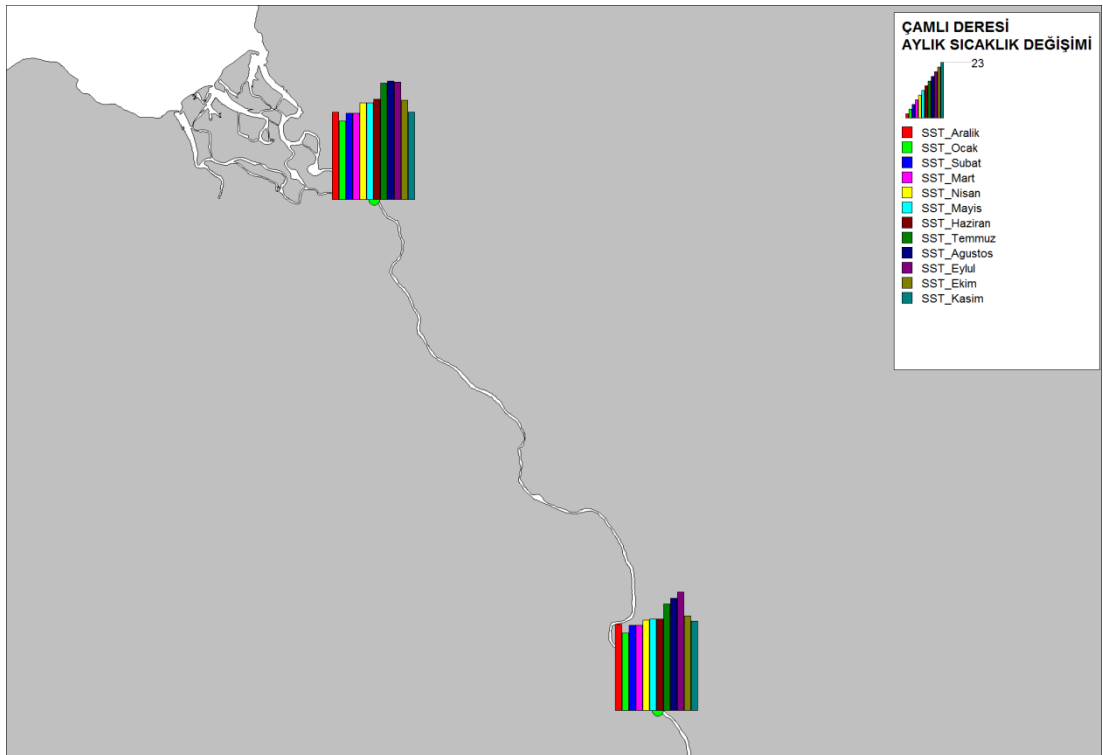 ÇAMLI DERESİ
AYLIK SICAKLIK DEĞİŞİMİ
23
SST_Aralik
SST_Ocak
SST_Subat
SST_Mart
SST_Nisan
SST_Mayis
SST_Haziran
SST_Temmuz
SST_Agustos
SST_Eylul
SST_Ekim
SST_Kasim